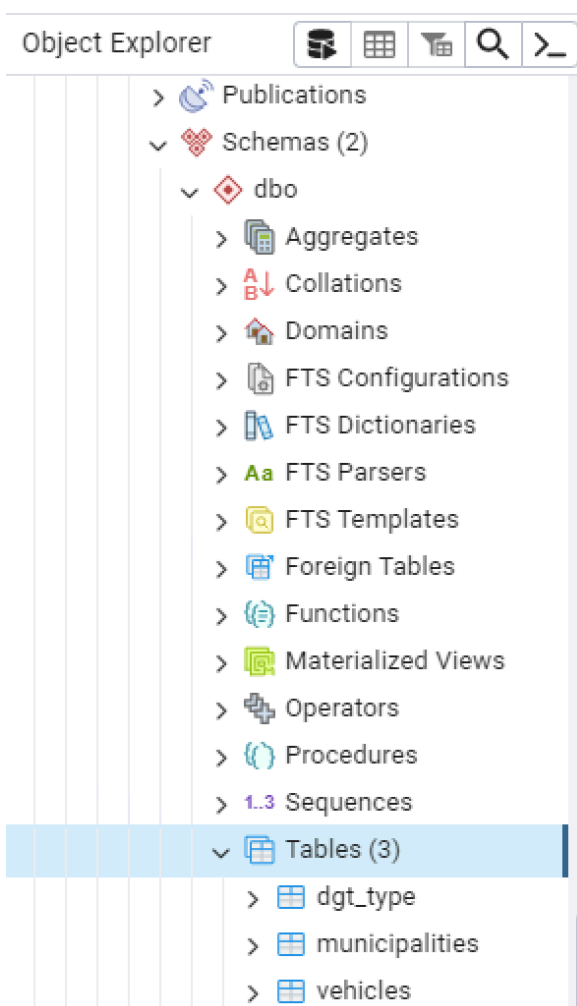 Object Explorer
Publications
Schemas (2)
dbo
Aggregates
Collations
Domains
FTS Configurations
FTS Dictionaries
Aa FTS Parsers
FTS Templates
Foreign Tables
Functions
Materialized Views
Operators
Procedures
1..3 Sequences
Tables (3)
dgt_type
municipalities
vehicles